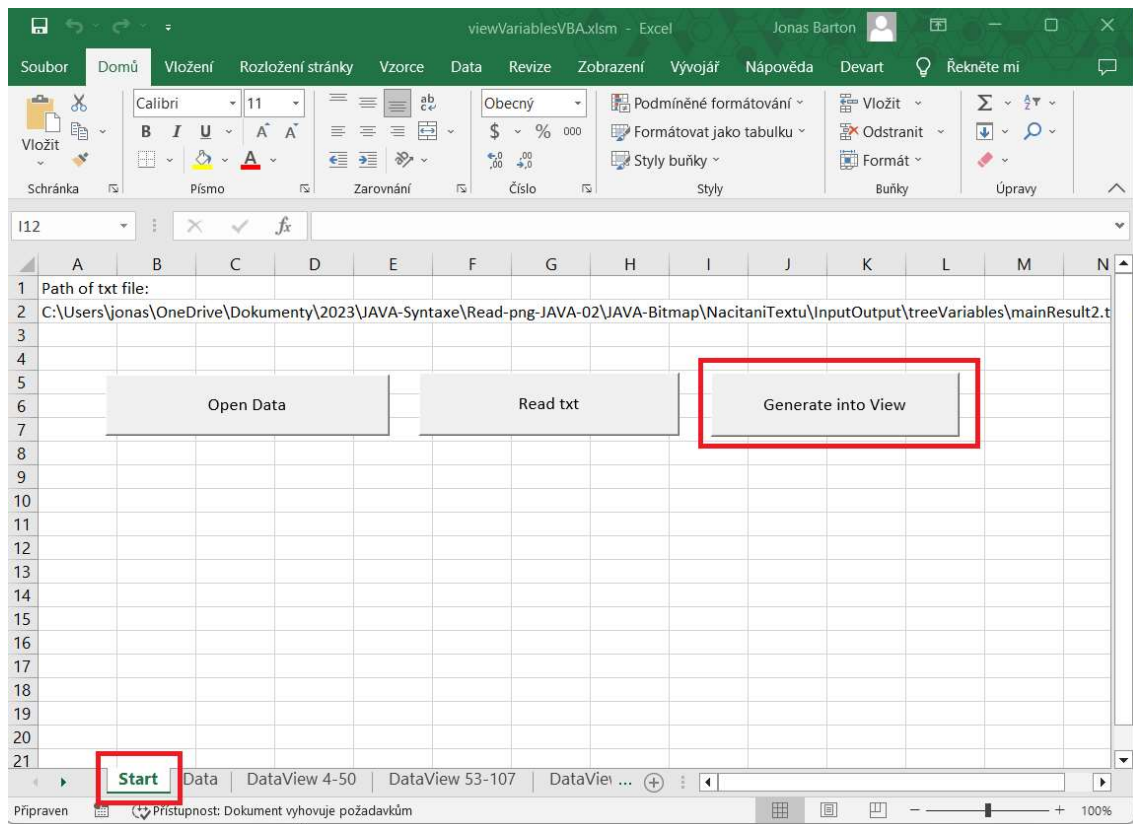 viewVariablesVBA.xlsm - Excel Jonas Barton
Soubor Domů Vložení Rozložení stránky Vzorce Data Revize Zobrazení Vývojář Nápověda Devart Řekněte mi
Calibri 11 ab Obecný Podmíněné formátování Vložit
Vložit B I U A A $ % 000 Formátovat jako tabulku Odstranit
A Styly buňky Formát
Schránka Písmo Zarovnání Číslo Styly Buňky Úpravy
I12 fx
A B C D E F G H I J K L M N
1 Path of txt file:
2 C:\Users\jonas\OneDrive\Dokumenty\2023\JAVA-Syntaxe\Read-png-JAVA-02\JAVA-Bitmap\NacitaniTextu\InputOutput\treeVariables\mainResult2.t
3
4
5
6 Open Data Read txt Generate into View
7
8
9
10
11
12
13
14
15
16
17
18
19
20
21
Start Data DataView 4-50 DataView 53-107 DataView ...
Připraven Přístupnost: Dokument vyhovuje požadavkům 100%